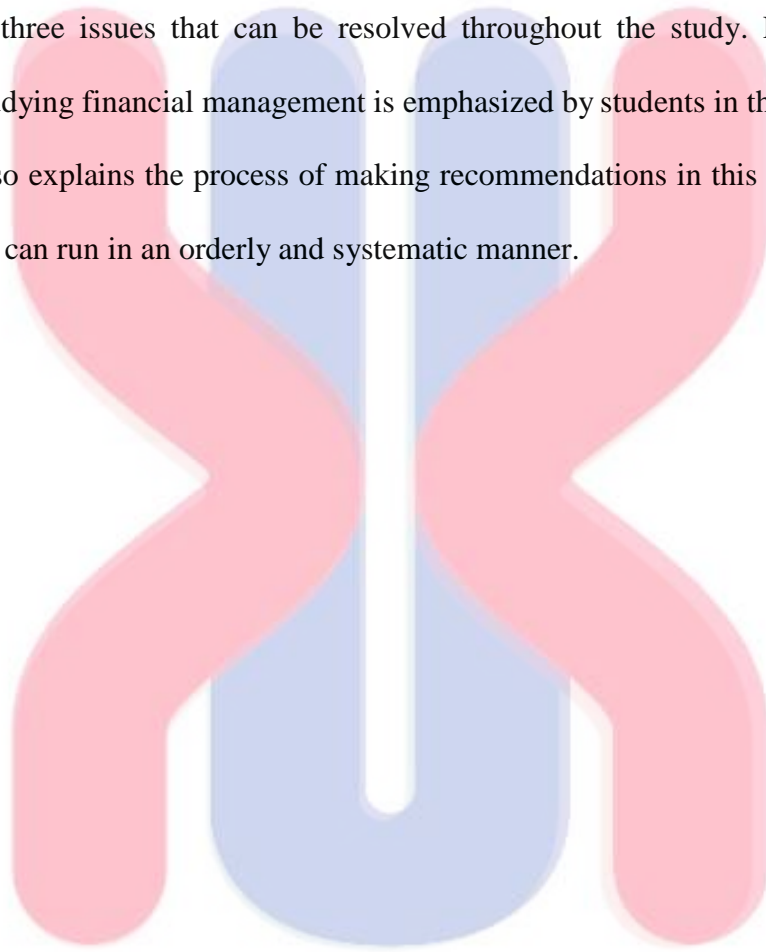 three issues that can be resolved throughout the study.
dying financial management is emphasized by students in th
so explains the process of making recommendations in this
can run in an orderly and systematic manner.